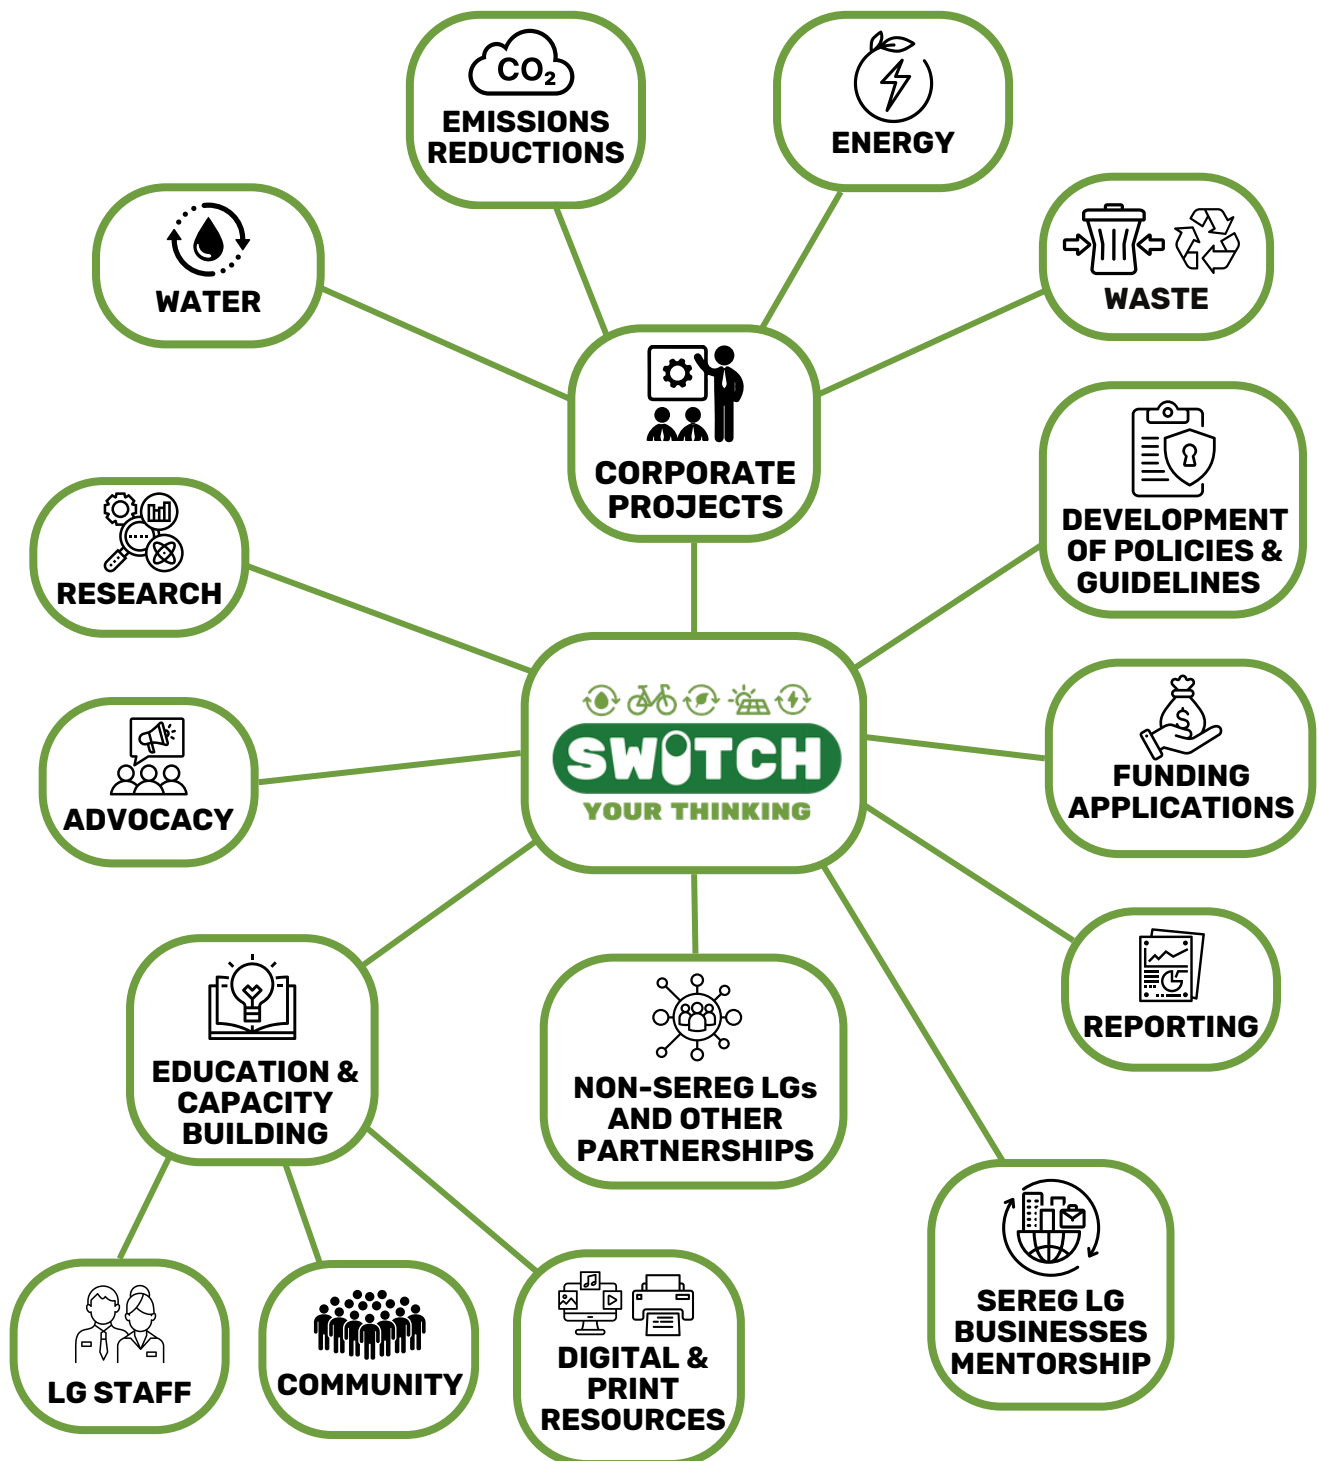 CO₂
EMISSIONS
REDUCTIONS
ENERGY
WATER
WASTE
CORPORATE
PROJECTS
DEVELOPMENT
OF POLICIES &
GUIDELINES
RESEARCH
SWITCH
YOUR THINKING
$
FUNDING
APPLICATIONS
ADVOCACY
REPORTING
EDUCATION &
CAPACITY
BUILDING
NON-SEREG LGs
AND OTHER
PARTNERSHIPS
SEREG LG
BUSINESSES
MENTORSHIP
LG STAFF
COMMUNITY
DIGITAL &
PRINT
RESOURCES